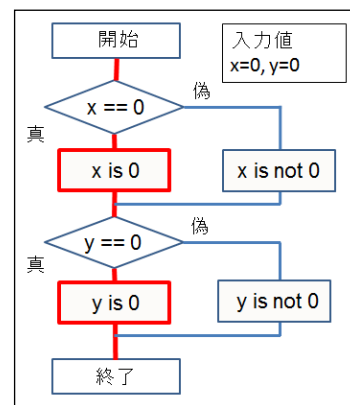 開始
入力値
x=0, y=0
x == 0
偽
真
x is 0
x is not 0
y == 0
偽
真
y is 0
y is not 0
終了